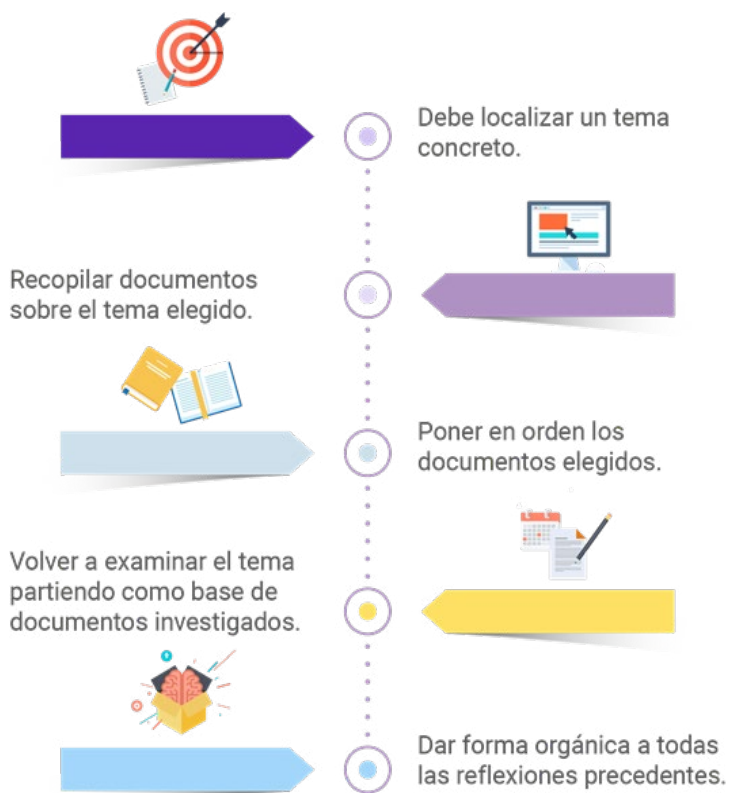 Debe localizar un tema
concreto.
Recopilar documentos
sobre el tema elegido.
Poner en orden los
documentos elegidos.
Volver a examinar el tema
partiendo como base de
documentos investigados.
Dar forma orgánica a todas
las reflexiones precedentes.